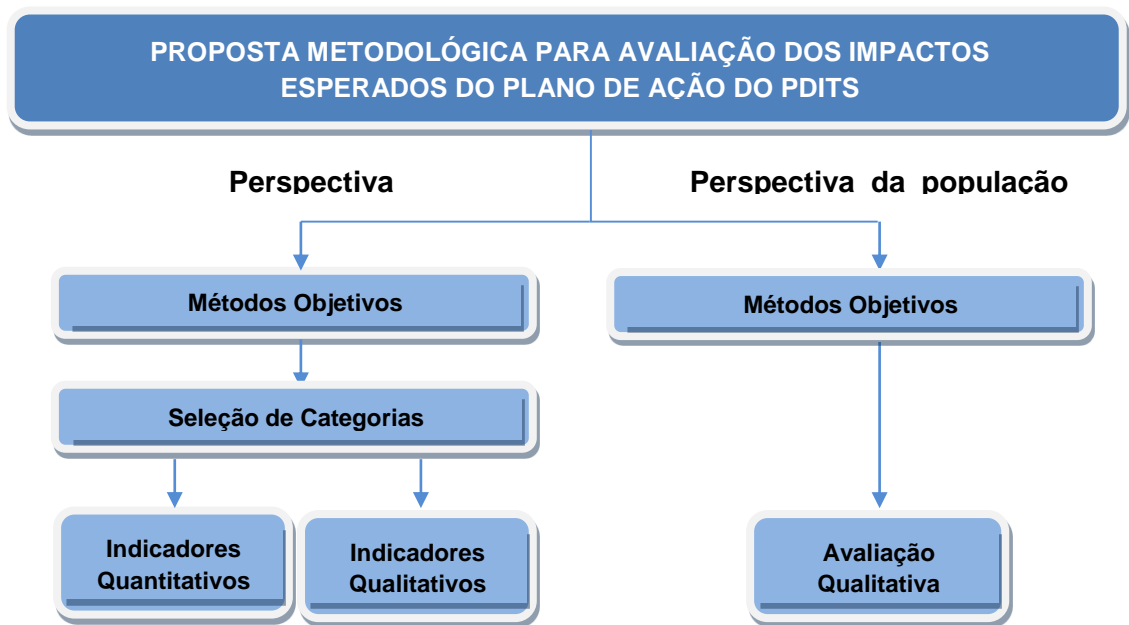 PROPOSTA METODOLÓGICA PARA AVALIAÇÃO DOS IMPACTOS
ESPERADOS DO PLANO DE AÇÃO DO PDITS
Perspectiva
Perspectiva da população
Métodos Objetivos
Métodos Objetivos
Seleção de Categorias
Indicadores
Quantitativos
Indicadores
Qualitativos
Avaliação
Qualitativa